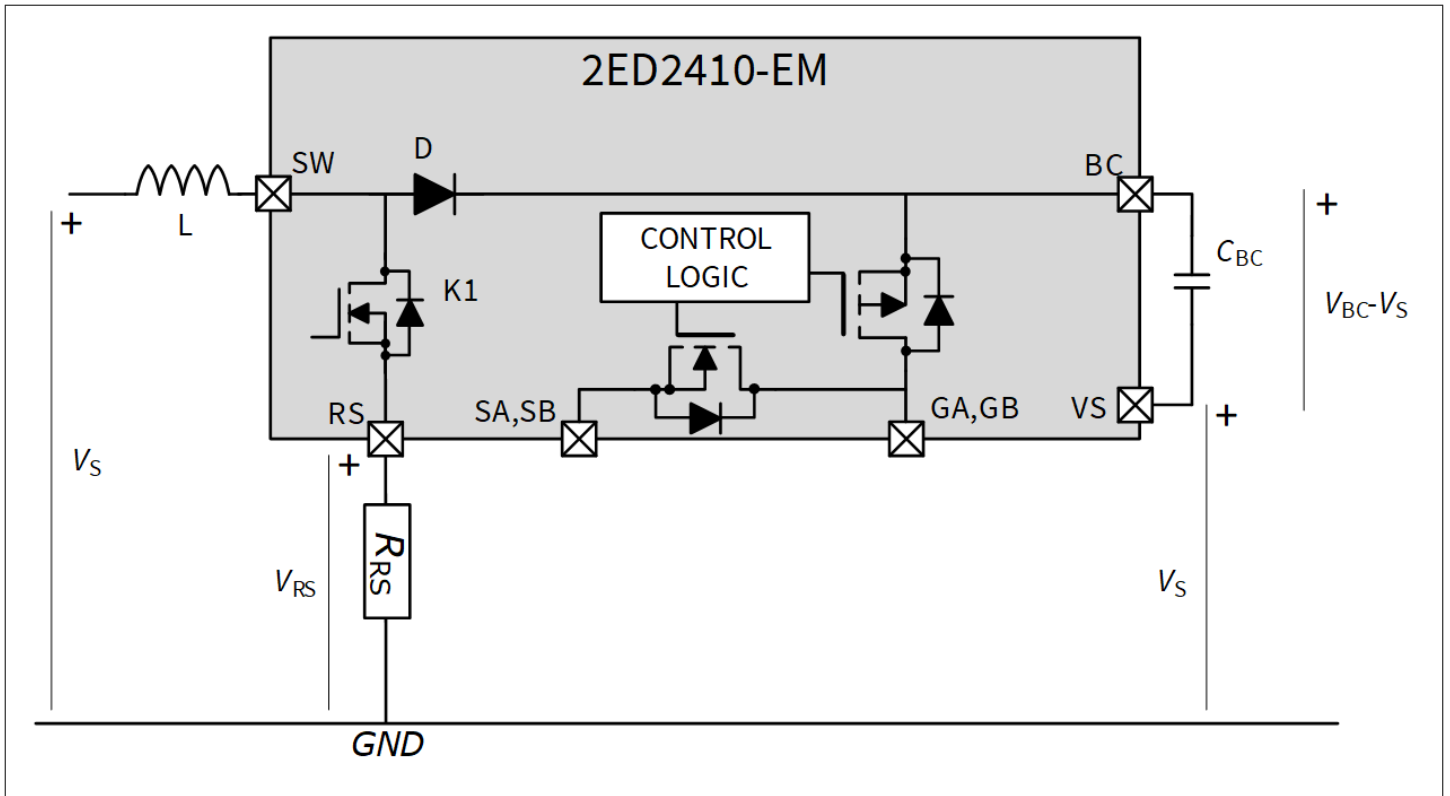 2ED2410-EM
SW
D
BC
+
L
CONTROL
LOGIC
K1
CBC
+
VBC-VS
RS
SA,SB
GA,GB
VS
+
+
VS
RRS
VRS
VS
GND